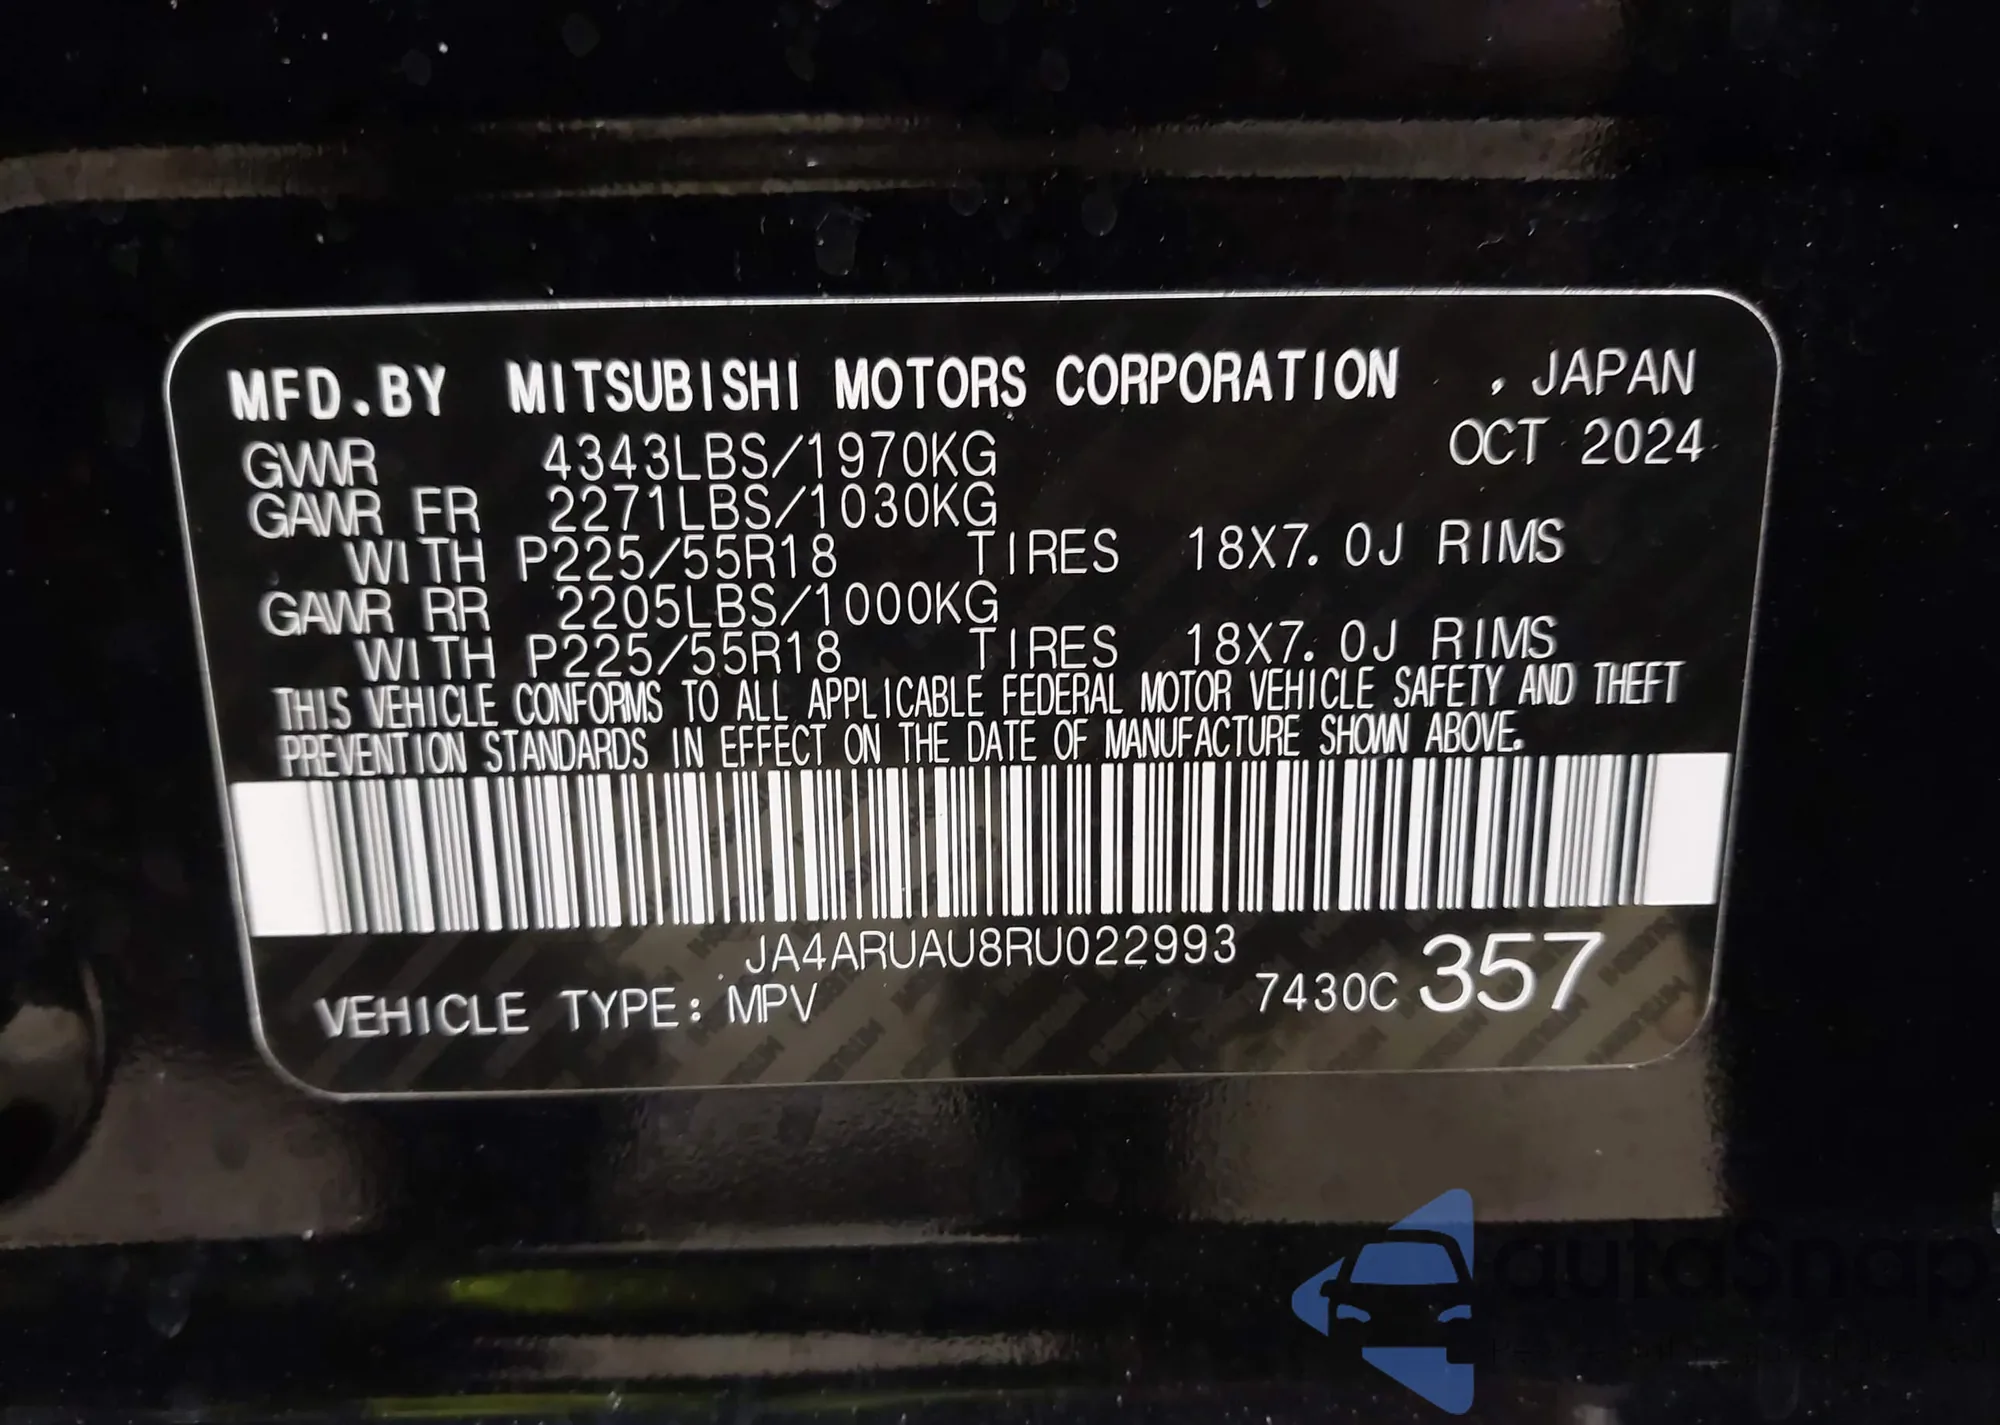 MFD.BY MITSUBISHI MOTORS CORPORATION , JAPAN
GVWR 4343LBS/1970KG OCT 2024
GAWR FR 2271LBS/1030KG
WITH P225/55R18 TIRES 18X7.0J RIMS
GAWR RR 2205LBS/1000KG
WITH P225/55R18 TIRES 18X7.0J RIMS
THIS VEHICLE CONFORMS TO ALL APPLICABLE FEDERAL MOTOR VEHICLE SAFETY AND THEFT
PREVENTION STANDARDS IN EFFECT ON THE DATE OF MANUFACTURE SHOWN ABOVE.
JA4ARUAU8RU022993
VEHICLE TYPE: MPV 7430C 357
autosnap